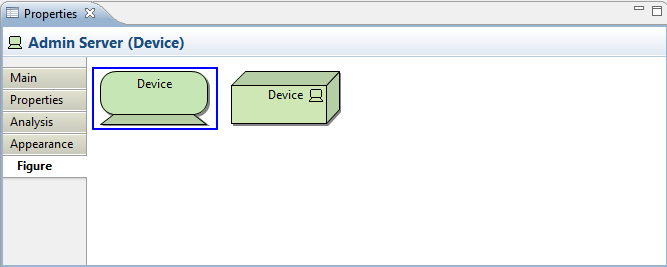 Properties
Admin Server (Device)
Main
Properties
Analysis
Appearance
Figure
Device
Device